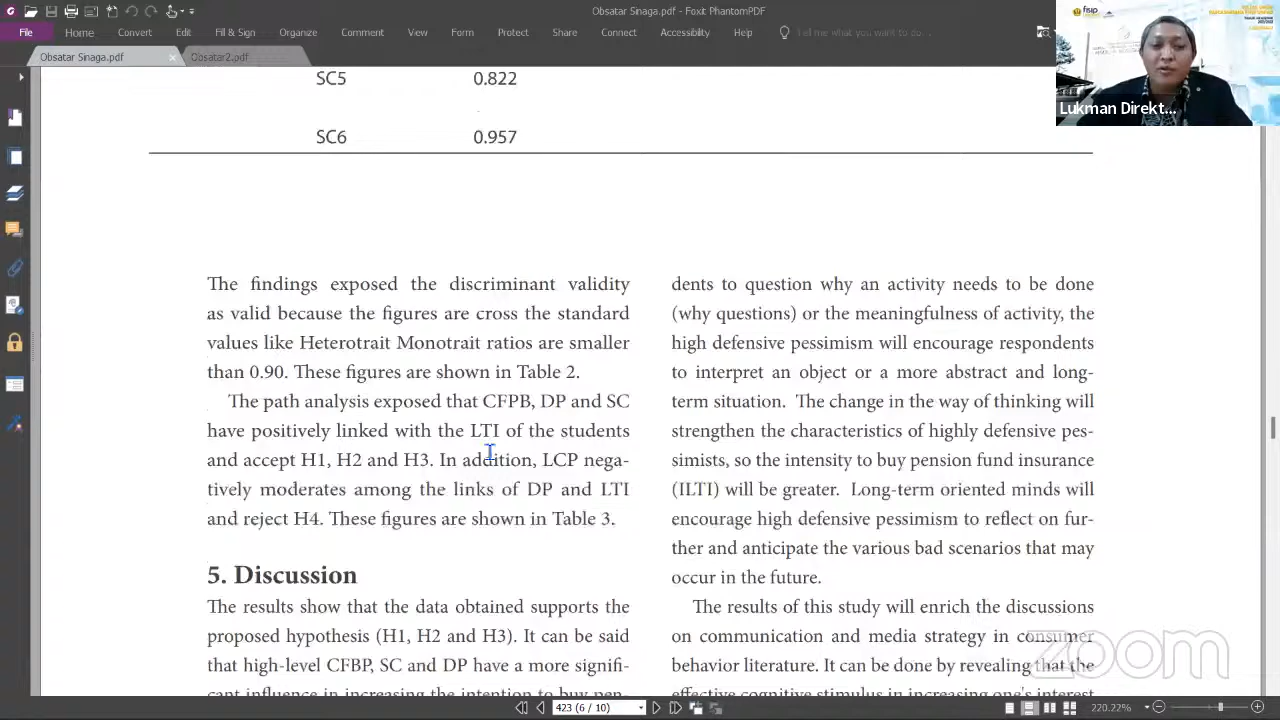 Obsatar Sinaga.pdf - Foxit PhantomPDF
File Home Convert Edit Fill & Sign Organize Comment View Form Protect Share Connect Accessibility Help Tell me what you want to do...
Obsatar Sinaga.pdf Obsatar2.pdf
fisip
Lukman Direkt...
SC5 0.822
SC6 0.957
The findings exposed the discriminant validity
as valid because the figures are cross the standard
values like Heterotrait Monotrait ratios are smaller
than 0.90. These figures are shown in Table 2.
The path analysis exposed that CFPB, DP and SC
have positively linked with the LTI of the students
and accept H1, H2 and H3. In addition, LCP nega-
tively moderates among the links of DP and LTI
and reject H4. These figures are shown in Table 3.
5. Discussion
The results show that the data obtained supports the
proposed hypothesis (H1, H2 and H3). It can be said
that high-level CFBP, SC and DP have a more signifi-
cant influence in increasing the intention to buy pen-
dents to question why an activity needs to be done
(why questions) or the meaningfulness of activity, the
high defensive pessimism will encourage respondents
to interpret an object or a more abstract and long-
term situation. The change in the way of thinking will
strengthen the characteristics of highly defensive pes-
simists, so the intensity to buy pension fund insurance
(ILTI) will be greater. Long-term oriented minds will
encourage high defensive pessimism to reflect on fur-
ther and anticipate the various bad scenarios that may
occur in the future.
The results of this study will enrich the discussions
on communication and media strategy in consumer
behavior literature. It can be done by revealing that the
effective cognitive stimulus in increasing one's interest
zoom
423 (6 / 10) 220.22%